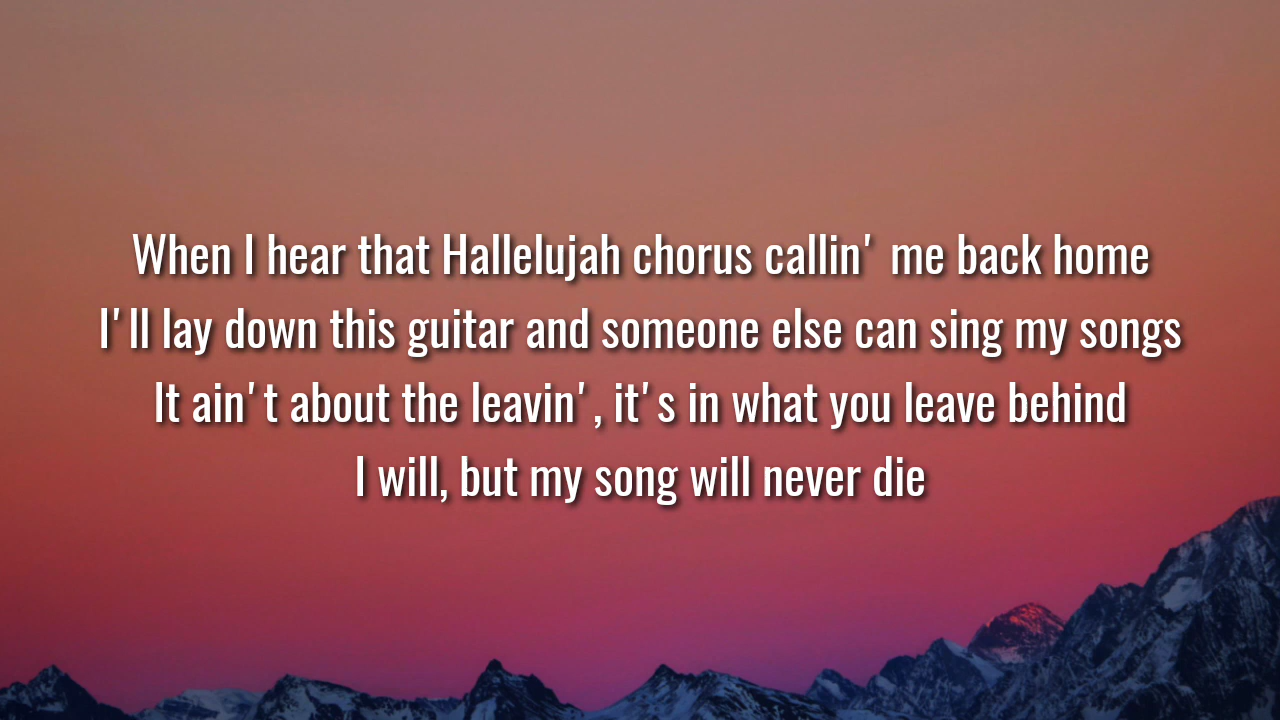 When I hear that Hallelujah chorus callin' me back home
I'll lay down this guitar and someone else can sing my songs
It ain't about the leavin', it's in what you leave behind
I will, but my song will never die